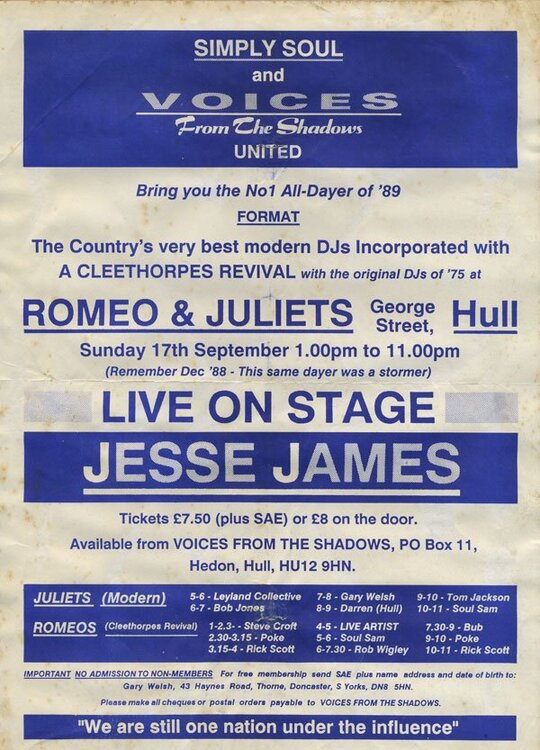 SIMPLY SOUL
and
VOICES
From The Shadows
UNITED
Bring you the No1 All-Dayer of '89
FORMAT
The Country's very best modern DJs Incorporated with
A CLEETHORPES REVIVAL with the original DJs of '75 at
ROMEO & JULIETS George Street, Hull
Sunday 17th September 1.00pm to 11.00pm
(Remember Dec '88 - This same dayer was a stormer)
LIVE ON STAGE
JESSE JAMES
Tickets £7.50 (plus SAE) or £8 on the door.
Available from VOICES FROM THE SHADOWS, PO Box 11,
Hedon, Hull, HU12 9HN.
JULIETS (Modern) 5-6 - Leyland Collective 7-8 - Gary Welsh 9-10 - Tom Jackson
6-7 - Bob Jones 8-9 - Darren (Hull) 10-11 - Soul Sam
ROMEOS (Cleethorpes Revival) 1-2.3- - Steve Croft 4-5 - LIVE ARTIST 7.30-9 - Bub
2.30-3.15 - Poke 5-6 - Soul Sam 9-10 - Poke
3.15-4 - Rick Scott 6-7.30 - Rob Wigley 10-11 - Rick Scott
IMPORTANT NO ADMISSION TO NON-MEMBERS For free membership send SAE plus name address and date of birth to:
Gary Welsh, 43 Haynes Road, Thorne, Doncaster, S Yorks, DN8 5HN.
Please make all cheques or postal orders payable to VOICES FROM THE SHADOWS.
"We are still one nation under the influence"